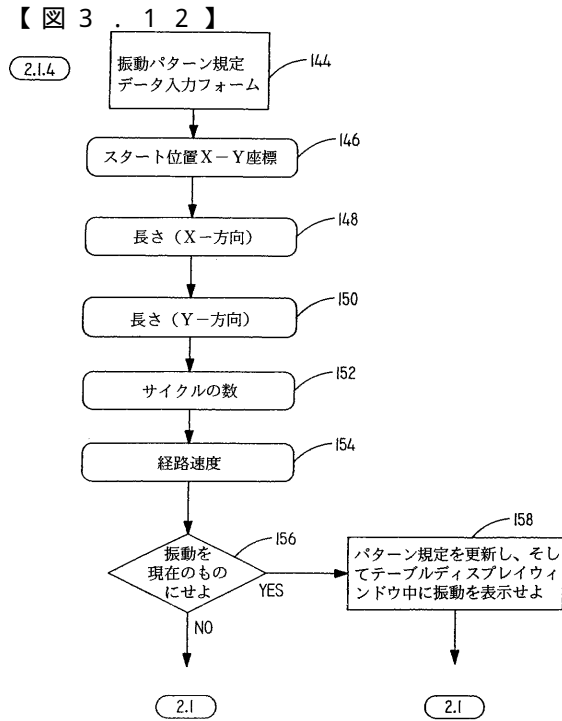 【図３．１２】
2.1.4
振動パターン規定
データ入力フォーム
144
スタート位置X－Y座標
146
長さ（X－方向）
148
長さ（Y－方向）
150
サイクルの数
152
経路速度
154
振動を
現在のもの
にせよ
156
YES
NO
158
パターン規定を更新し、そし
てテーブルディスプレイウィ
ンドウ中に振動を表示せよ
2.1
2.1